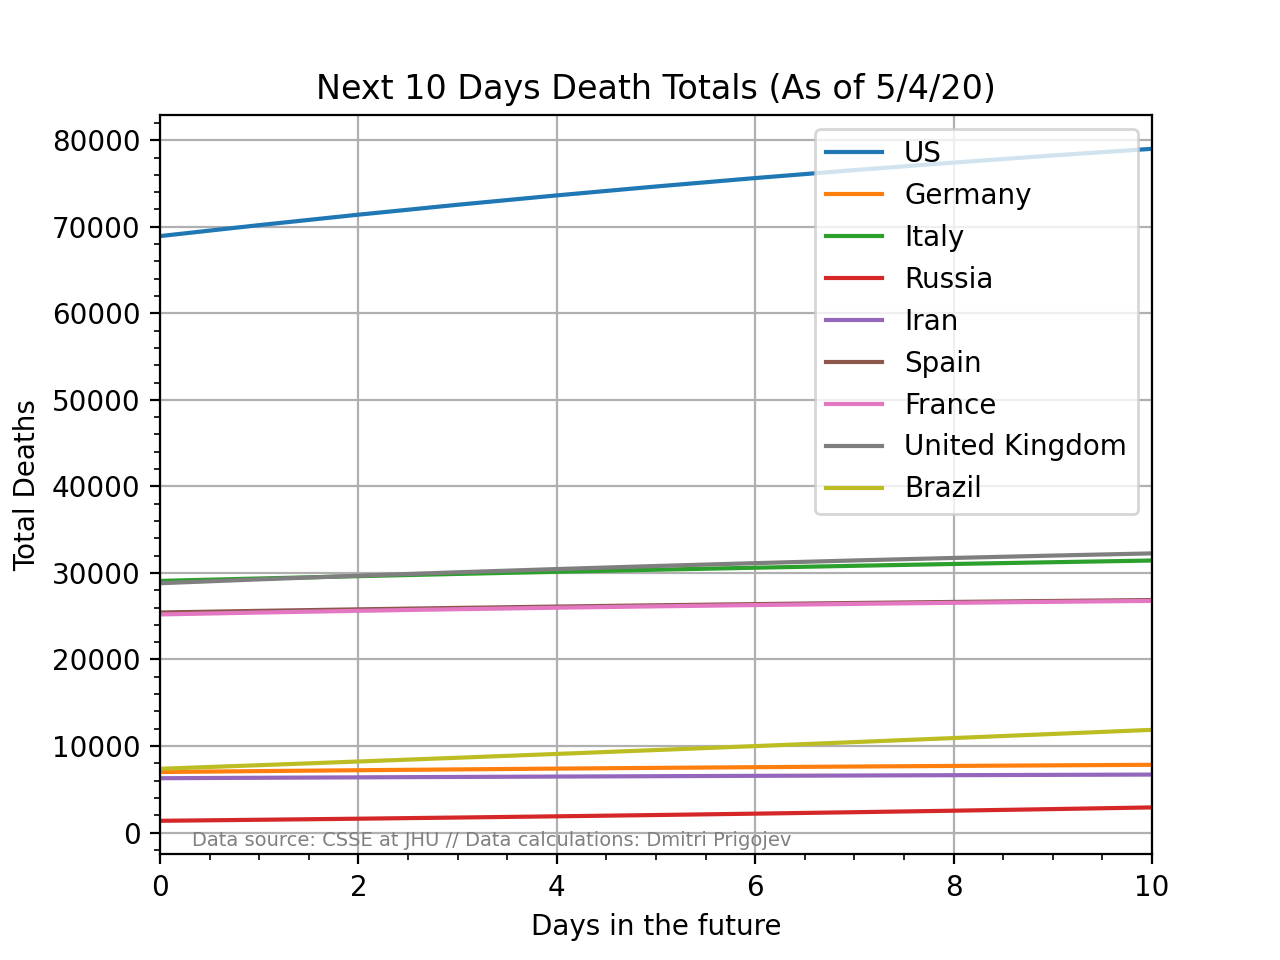 Next 10 Days Death Totals (As of 5/4/20)
80000
70000
60000
50000
40000
30000
20000
10000
0
Total Deaths
US
Germany
Italy
Russia
Iran
Spain
France
United Kingdom
Brazil
Data source: CSSE at JHU // Data calculations: Dmitri Prigojev
0 2 4 6 8 10
Days in the future